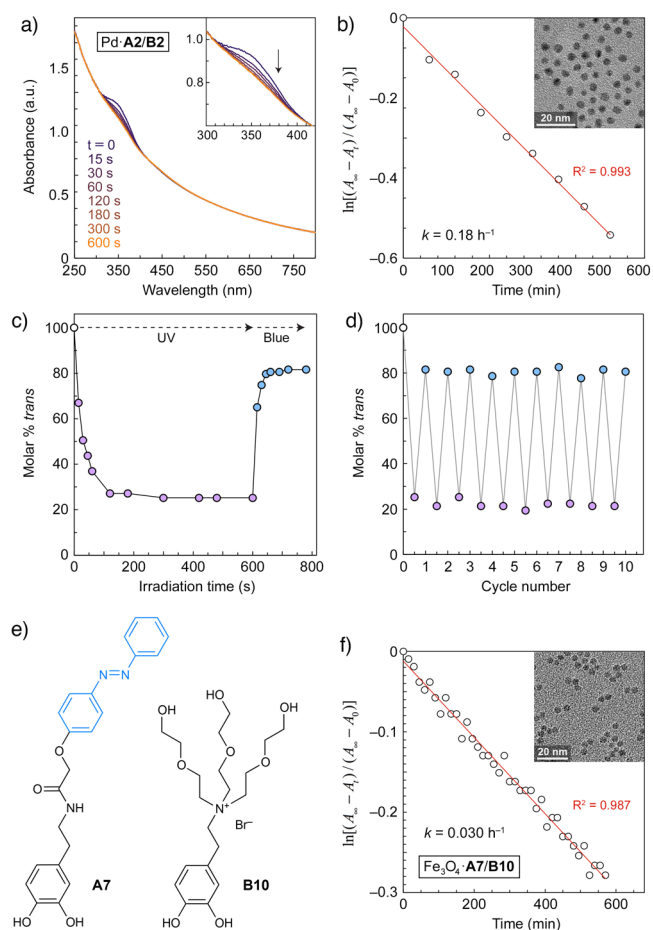 a)
Pd·A2/B2
1.0
0.8
300
350
400
Absorbance (a.u.)
1.5
1.2
0.9
0.6
0.3
0
t = 0
15 s
30 s
60 s
120 s
180 s
300 s
600 s
250
350
450
550
650
750
Wavelength (nm)
b)
ln[(A∞ − At) / (A∞ − A0)]
0
−0.2
−0.4
−0.6
20 nm
R² = 0.993
k = 0.18 h⁻¹
0
100
200
300
400
500
600
Time (min)
c)
UV
Blue
Molar % trans
100
80
60
40
20
0
0
200
400
600
800
Irradiation time (s)
d)
Molar % trans
100
80
60
40
20
0
1
2
3
4
5
6
7
8
9
10
Cycle number
e)
N=N
O
O
NH
HO
OH
A7
OH
HO
OH
O
O
O
N+
Br−
HO
OH
B10
f)
ln[(A∞ − At) / (A∞ − A0)]
0
−0.1
−0.2
−0.3
20 nm
R² = 0.987
k = 0.030 h⁻¹
Fe₃O₄·A7/B10
0
200
400
600
Time (min)